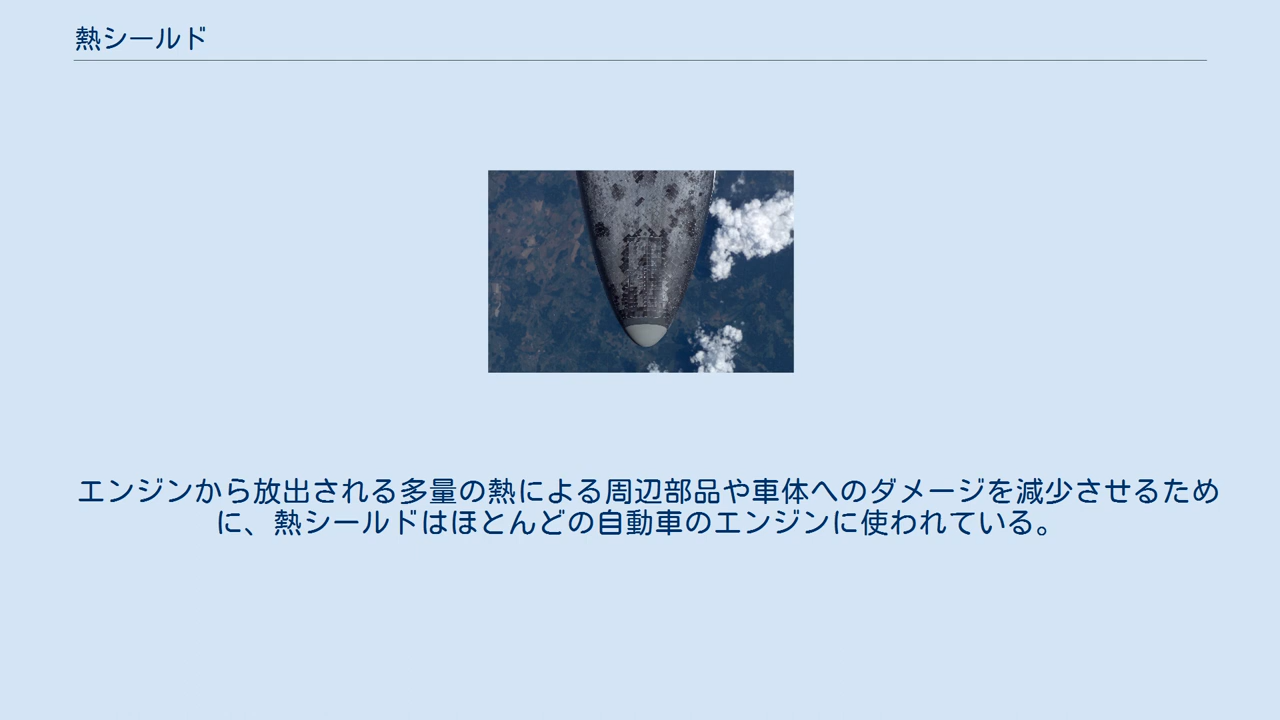 熱シールド
エンジンから放出される多量の熱による周辺部品や車体へのダメージを減少させるため
に、熱シールドはほとんどの自動車のエンジンに使われている。